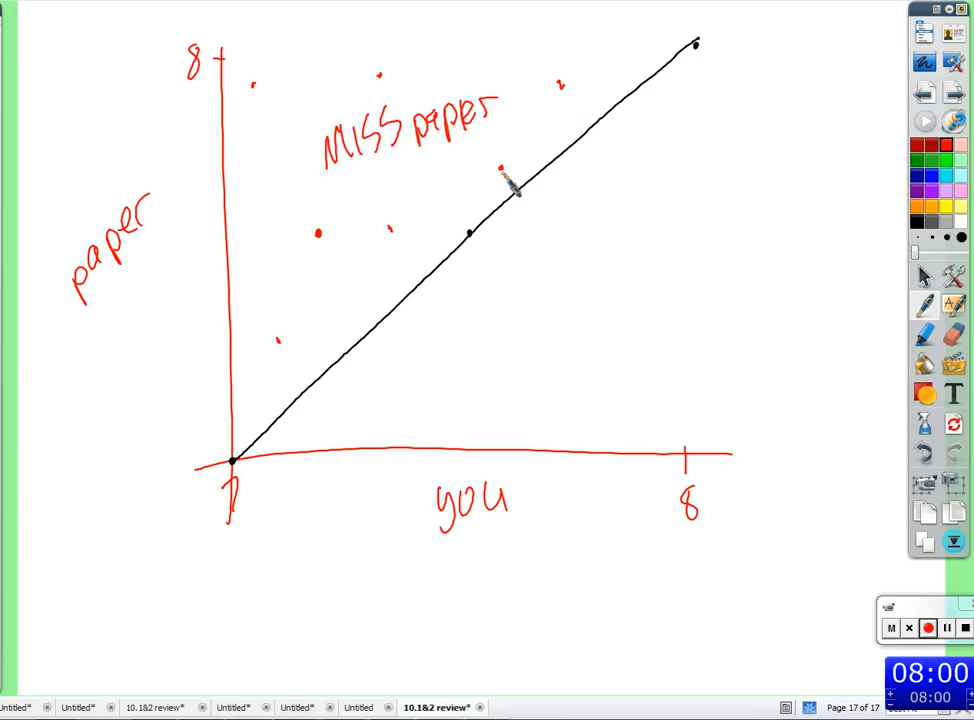 8
MISS paper
paper
7
you
8
T
M
08:00
08:00
Untitled*
Untitled*
10.1&2 review*
Untitled*
Untitled*
Untitled
10.1&2 review*
Page 17 of 17